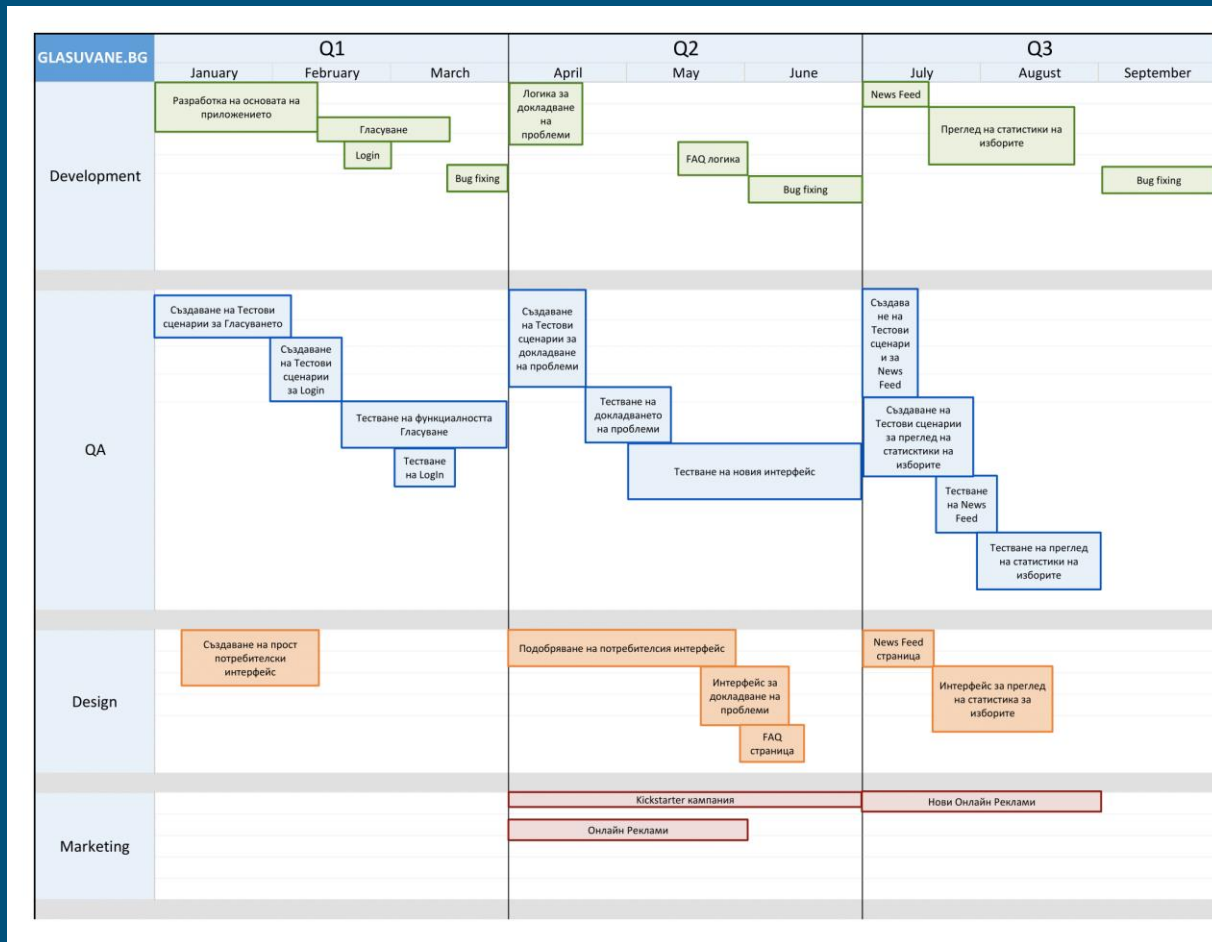 GLASUVANE.BG
Q1
Q2
Q3
January
February
March
April
May
June
July
August
September
Development
Разработка на основата на
приложението
Гласуване
Login
Bug fixing
Логика за
докладване
на
проблеми
FAQ логика
Bug fixing
News Feed
Преглед на статистики на
изборите
Bug fixing
QA
Създаване на Тестови
сценарии за Гласуването
Създаване
на Тестови
сценарии
за Login
Тестване на функциалността
Гласуване
Тестване
на LogIn
Създаване
на Тестови
сценарии за
докладване
на проблеми
Тестване на
докладването
на проблеми
Тестване на новия интерфейс
Създава
не на
Тестови
сценари
и за
News
Feed
Създаване на
Тестови сценарии
за преглед на
статисктики на
изборите
Тестване
на News
Feed
Тестване на преглед
на статистики на
изборите
Design
Създаване на прост
потребителски
интерфейс
Подобряване на потребителсия интерфейс
Интерфейс за
докладване на
проблеми
FAQ
страница
News Feed
страница
Интерфейс за преглед
на статистика за
изборите
Marketing
Kickstarter кампания
Онлайн Реклами
Нови Онлайн Реклами